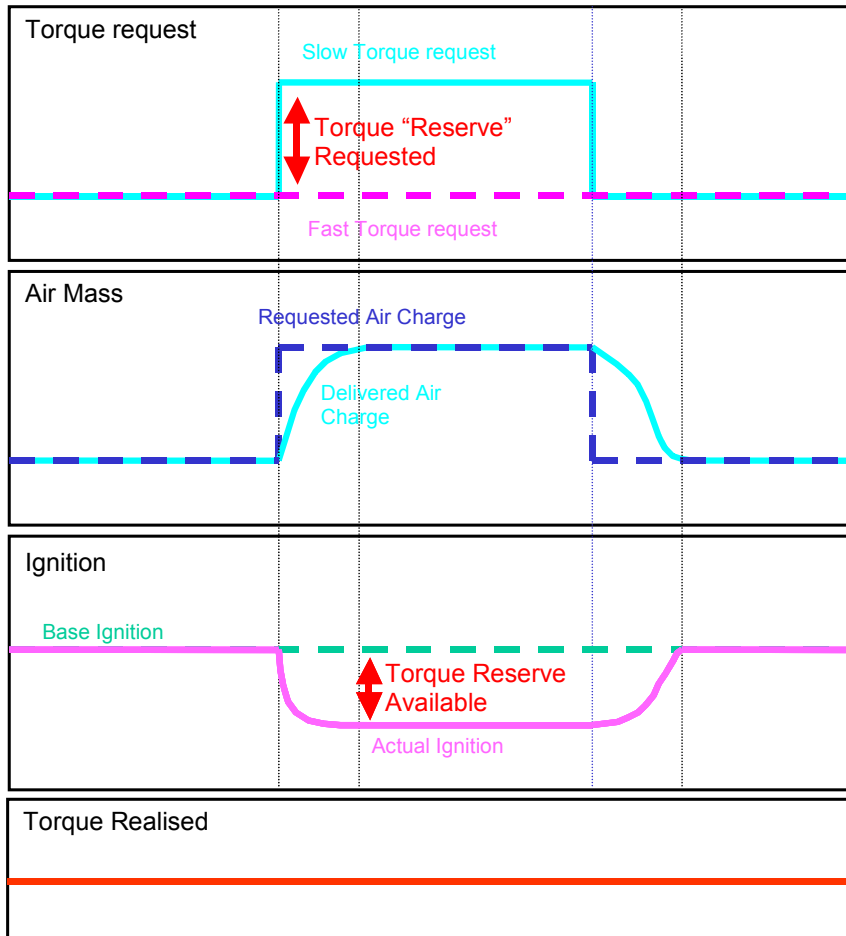 Torque request
Slow Torque request
Torque “Reserve”
Requested
Fast Torque request
Air Mass
Requested Air Charge
Delivered Air
Charge
Ignition
Base Ignition
Torque Reserve
Available
Actual Ignition
Torque Realised